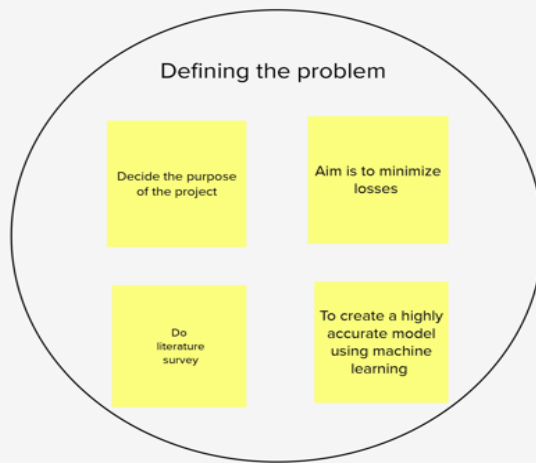 Defining the problem
Decide the purpose
of the project
Aim is to minimize
losses
Do
literature
survey
To create a highly
accurate model
using machine
learning